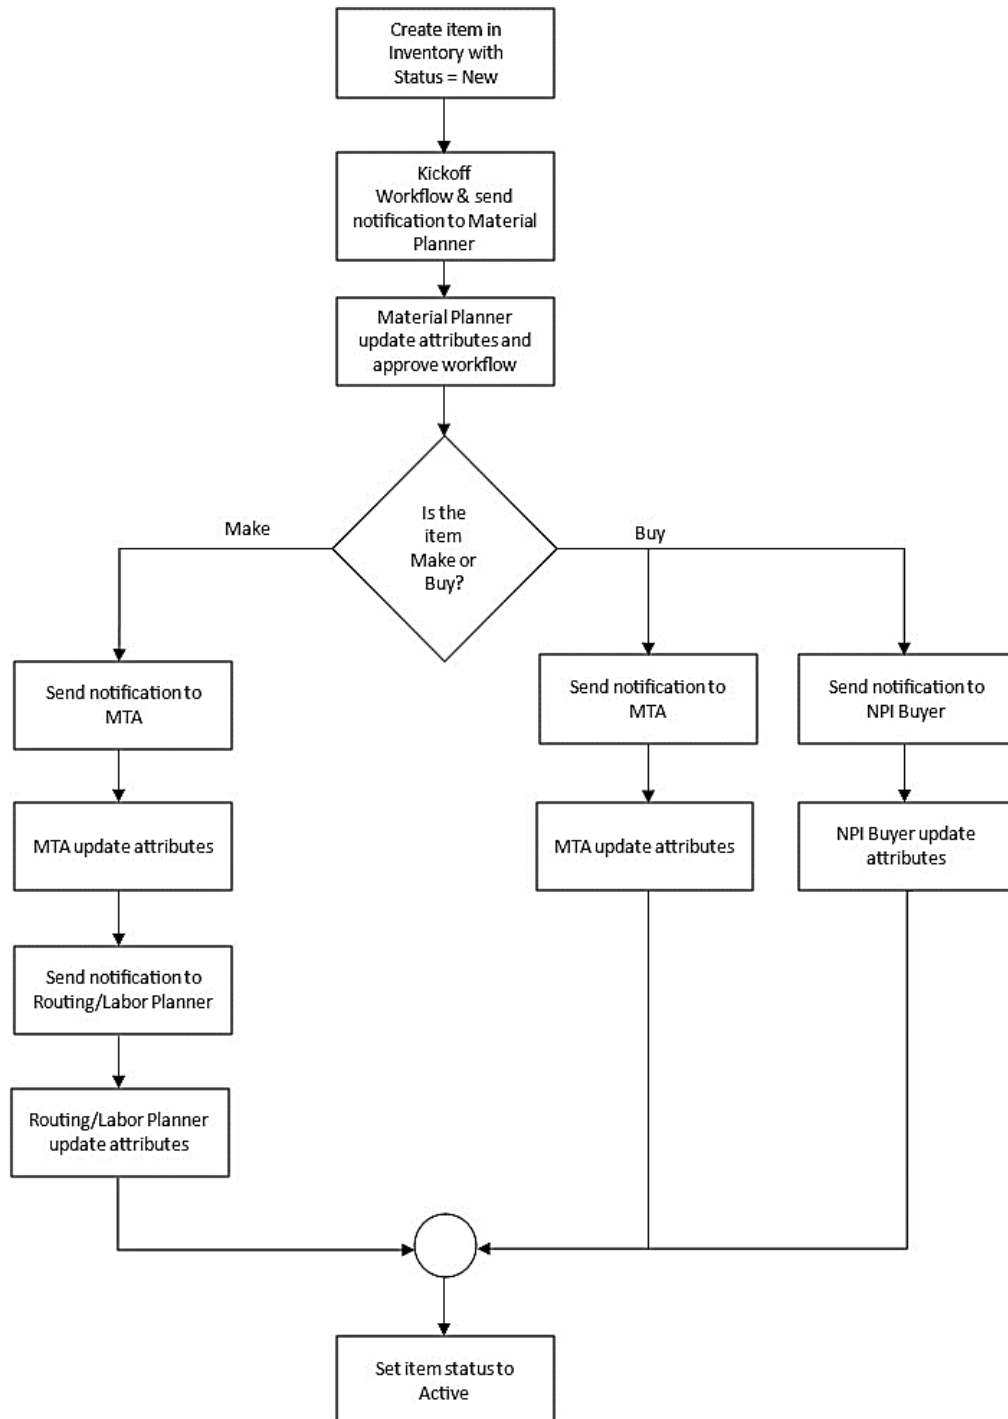 Create item in
Inventory with
Status = New
Kickoff
Workflow & send
notification to Material
Planner
Material Planner
update attributes and
approve workflow
Is the
item
Make or
Buy?
Make
Buy
Send notification to
MTA
Send notification to
MTA
Send notification to
NPI Buyer
MTA update attributes
MTA update attributes
NPI Buyer update
attributes
Send notification to
Routing/Labor Planner
Routing/Labor Planner
update attributes
Set item status to
Active